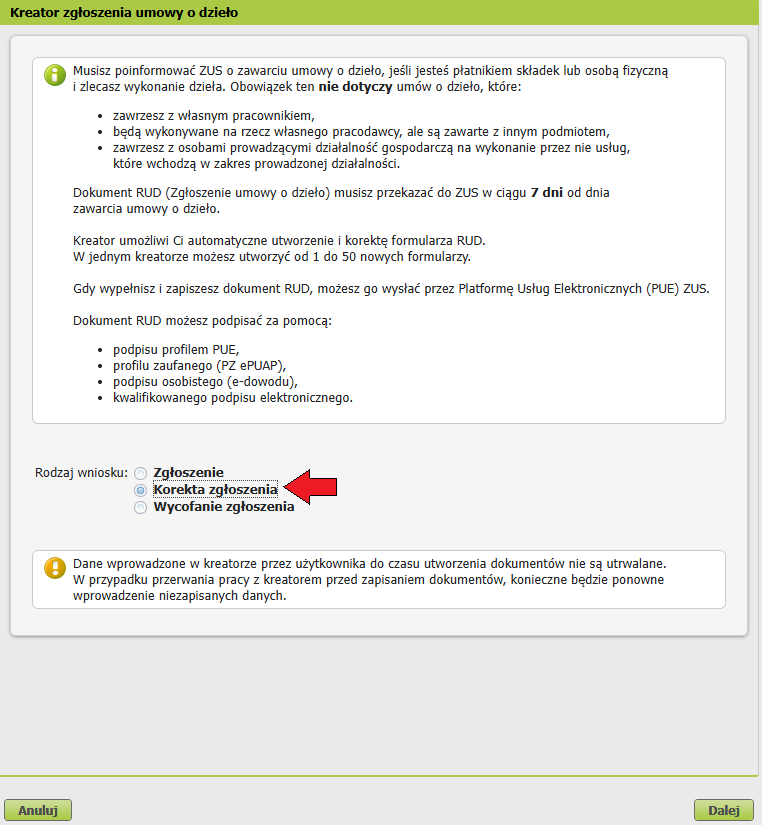 Kreator zgłoszenia umowy o dzieło
Musisz poinformować ZUS o zawarciu umowy o dzieło, jeśli jesteś płatnikiem składek lub osobą fizyczną
i zlecasz wykonanie dzieła. Obowiązek ten nie dotyczy umów o dzieło, które:
• zawrzesz z własnym pracownikiem,
• będą wykonywane na rzecz własnego pracodawcy, ale są zawarte z innym podmiotem,
• zawrzesz z osobami prowadzącymi działalność gospodarczą na wykonanie przez nie usług,
które wchodzą w zakres prowadzonej działalności.
Dokument RUD (Zgłoszenie umowy o dzieło) musisz przekazać do ZUS w ciągu 7 dni od dnia
zawarcia umowy o dzieło.
Kreator umożliwi Ci automatyczne utworzenie i korektę formularza RUD.
W jednym kreatorze możesz utworzyć od 1 do 50 nowych formularzy.
Gdy wypełnisz i zapiszesz dokument RUD, możesz go wysłać przez Platformę Usług Elektronicznych (PUE) ZUS.
Dokument RUD możesz podpisać za pomocą:
• podpisu profilem PUE,
• profilu zaufanego (PZ ePUAP),
• podpisu osobistego (e-dowodu),
• kwalifikowanego podpisu elektronicznego.
Rodzaj wniosku: Zgłoszenie
Korekta zgłoszenia
Wycofanie zgłoszenia
Dane wprowadzone w kreatorze przez użytkownika do czasu utworzenia dokumentów nie są utrwalane.
W przypadku przerwania pracy z kreatorem przed zapisaniem dokumentów, konieczne będzie ponowne
wprowadzenie niezapisanych danych.
Anuluj Dalej